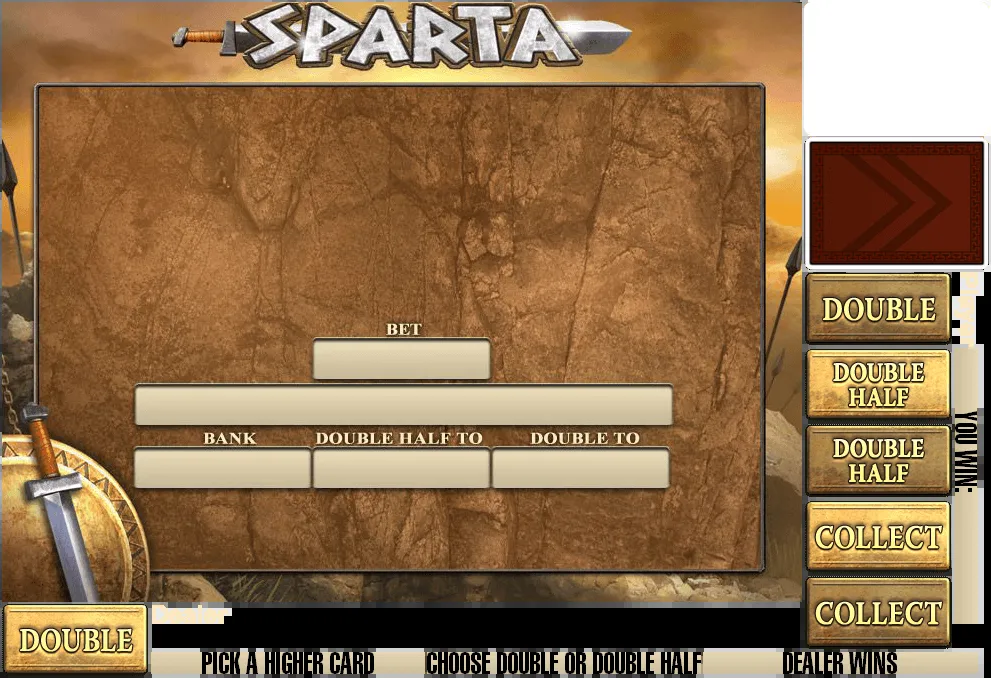 SPARTA
BET
BANK DOUBLE HALF TO DOUBLE TO
DOUBLE
DOUBLE
HALF
DOUBLE
HALF
COLLECT
COLLECT
YOU WIN:
DOUBLE
PICK A HIGHER CARD CHOOSE DOUBLE OR DOUBLE HALF DEALER WINS